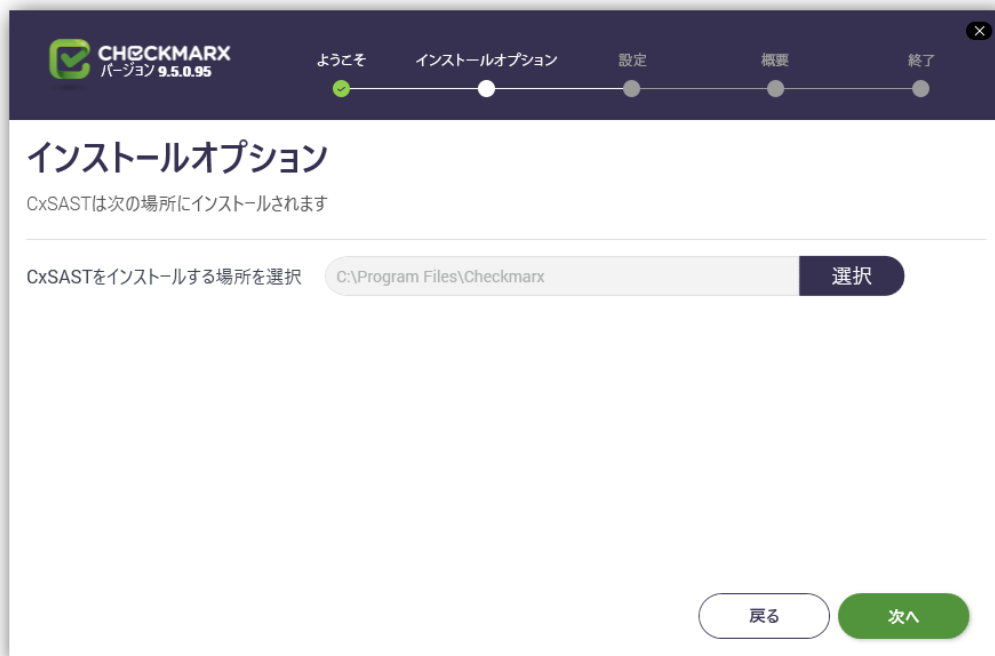 CHECKMARX
バージョン 9.5.0.95
ようこそ
インストールオプション
設定
概要
終了
インストールオプション
CxSASTは次の場所にインストールされます
CxSASTをインストールする場所を選択
C:\Program Files\Checkmarx
選択
戻る
次へ